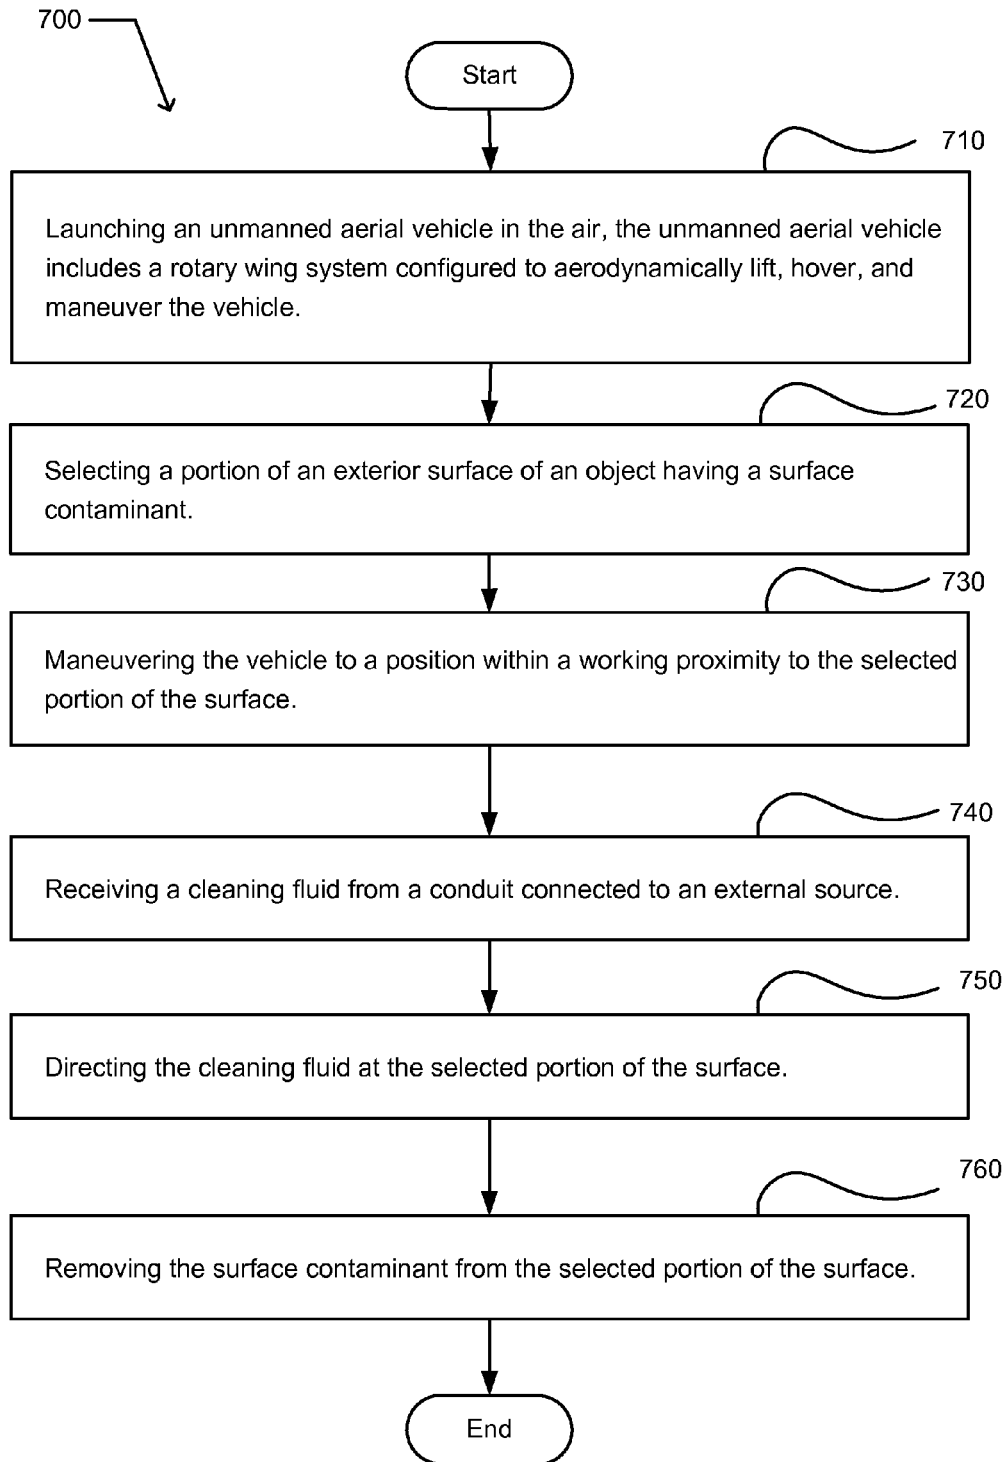 700
Start
710
Launching an unmanned aerial vehicle in the air, the unmanned aerial vehicle
includes a rotary wing system configured to aerodynamically lift, hover, and
maneuver the vehicle.
720
Selecting a portion of an exterior surface of an object having a surface
contaminant.
730
Maneuvering the vehicle to a position within a working proximity to the selected
portion of the surface.
740
Receiving a cleaning fluid from a conduit connected to an external source.
750
Directing the cleaning fluid at the selected portion of the surface.
760
Removing the surface contaminant from the selected portion of the surface.
End